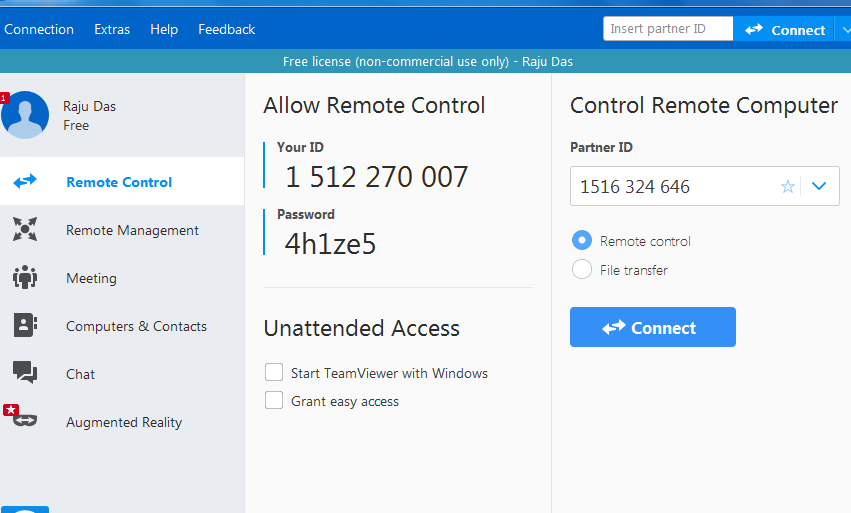 Connection Extras Help Feedback
Insert partner ID
Connect
Free license (non-commercial use only) - Raju Das
1
Raju Das
Free
Remote Control
Remote Management
Meeting
Computers & Contacts
Chat
Augmented Reality
Allow Remote Control
Your ID
1 512 270 007
Password
4h1ze5
Unattended Access
Start TeamViewer with Windows
Grant easy access
Control Remote Computer
Partner ID
1516 324 646
Remote control
File transfer
Connect